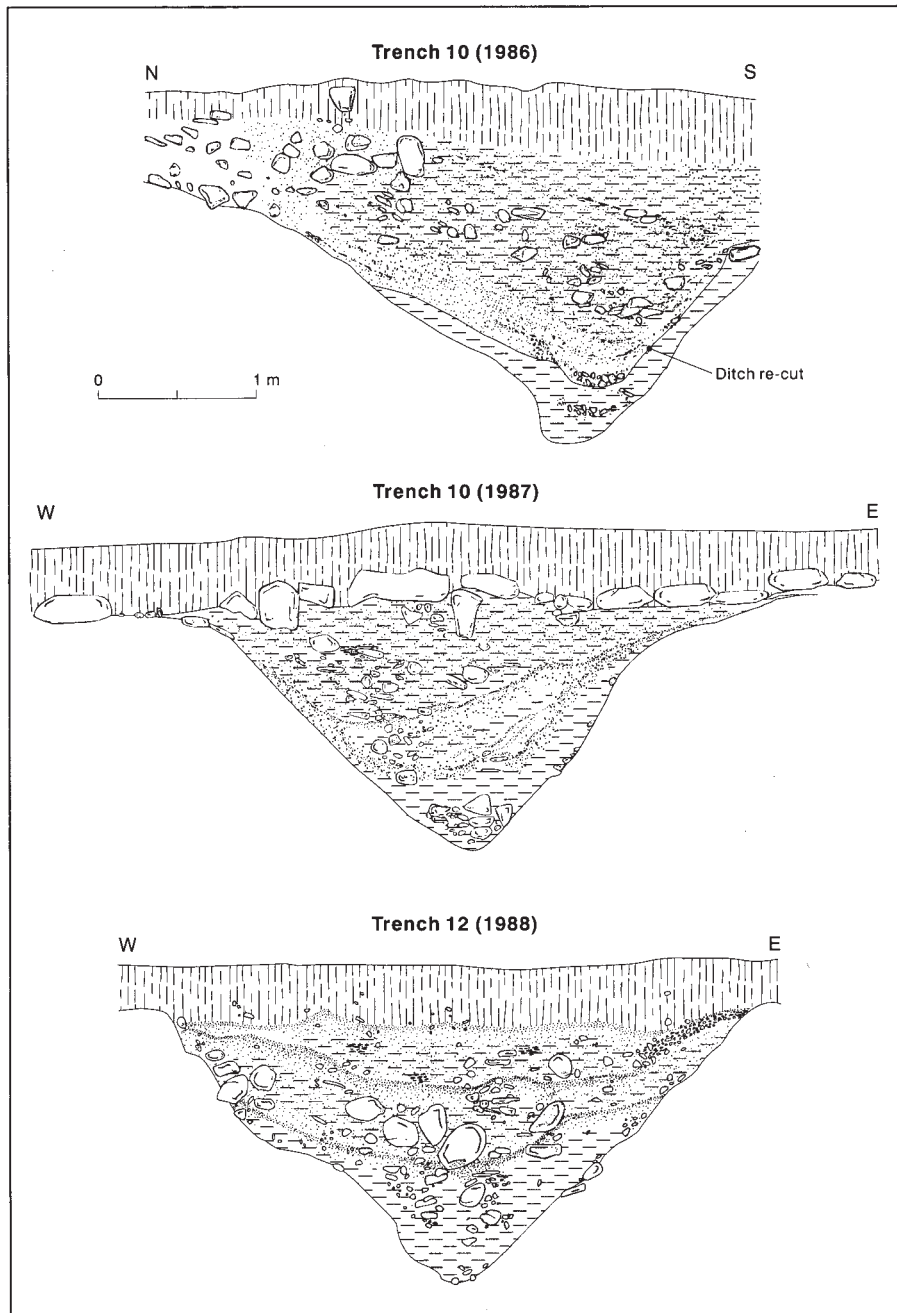 Trench 10 (1986)
N S
0 1 m
Ditch re-cut
Trench 10 (1987)
W E
Trench 12 (1988)
W E